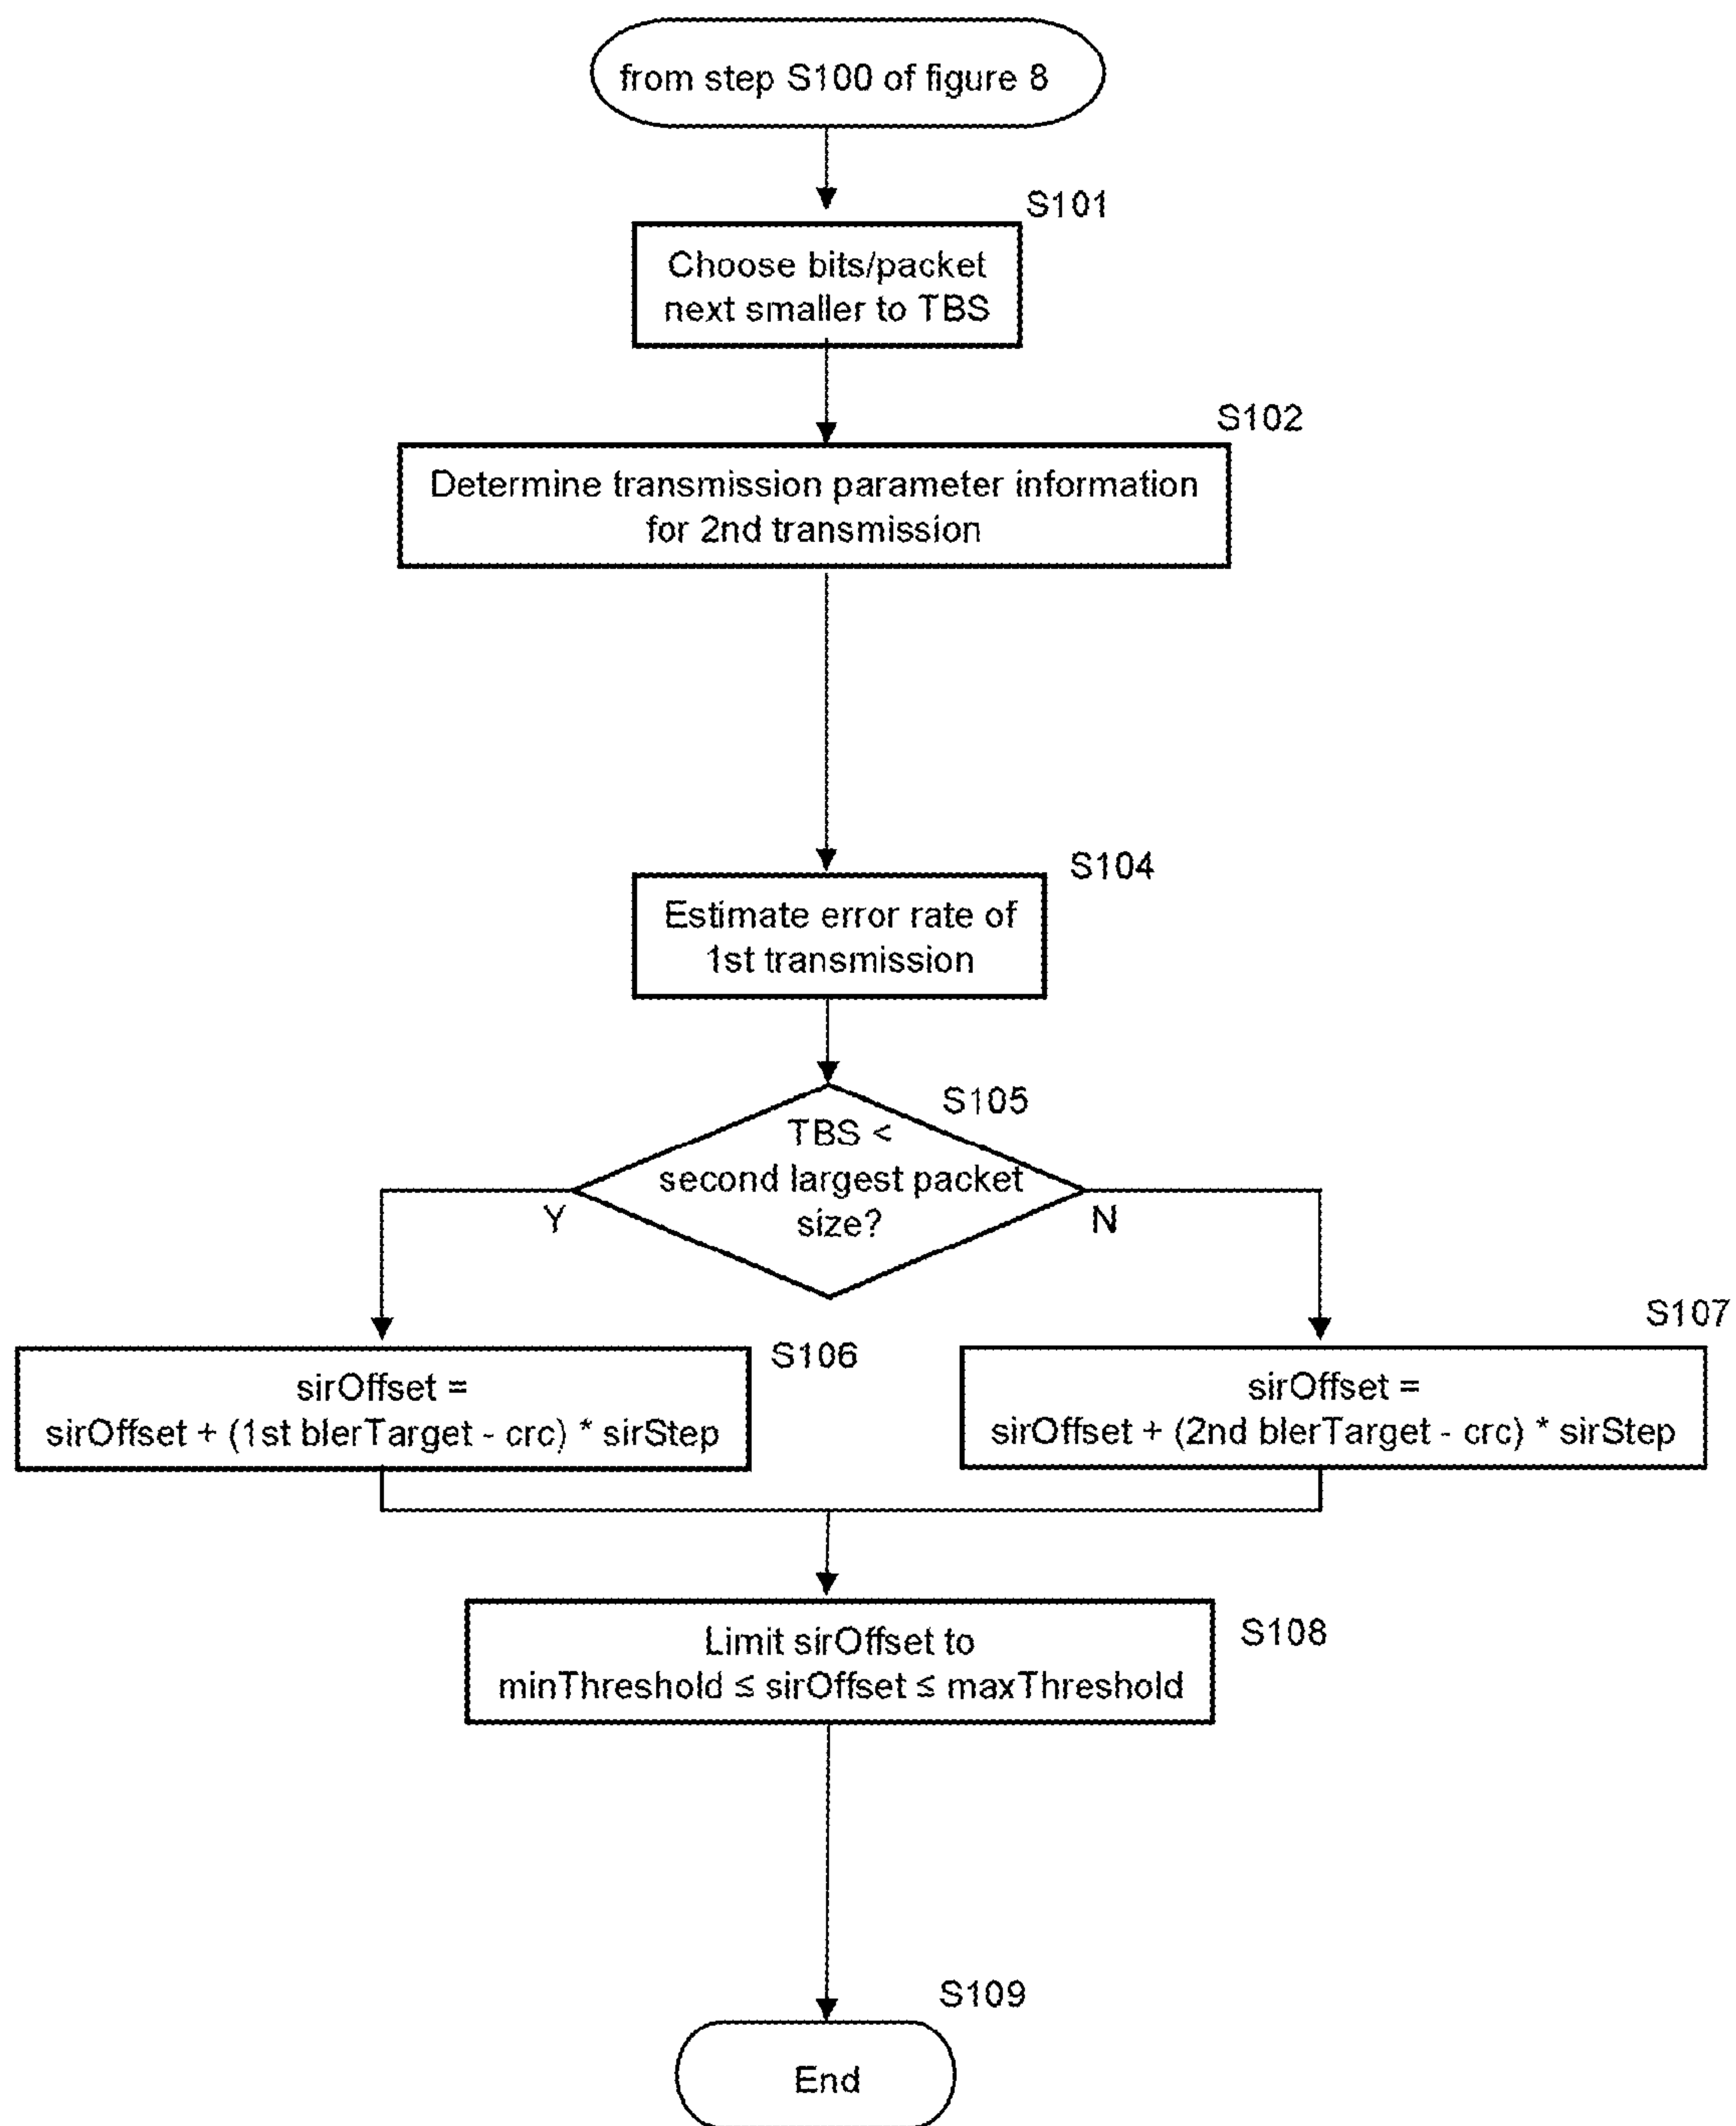 from step S100 of figure 8
S101
Choose bits/packet
next smaller to TBS
S102
Determine transmission parameter information
for 2nd transmission
S104
Estimate error rate of
1st transmission
S105
TBS <
second largest packet
size?
Y
N
S106
sirOffset =
sirOffset + (1st blerTarget - crc) * sirStep
S107
sirOffset =
sirOffset + (2nd blerTarget - crc) * sirStep
S108
Limit sirOffset to
minThreshold ≤ sirOffset ≤ maxThreshold
S109
End